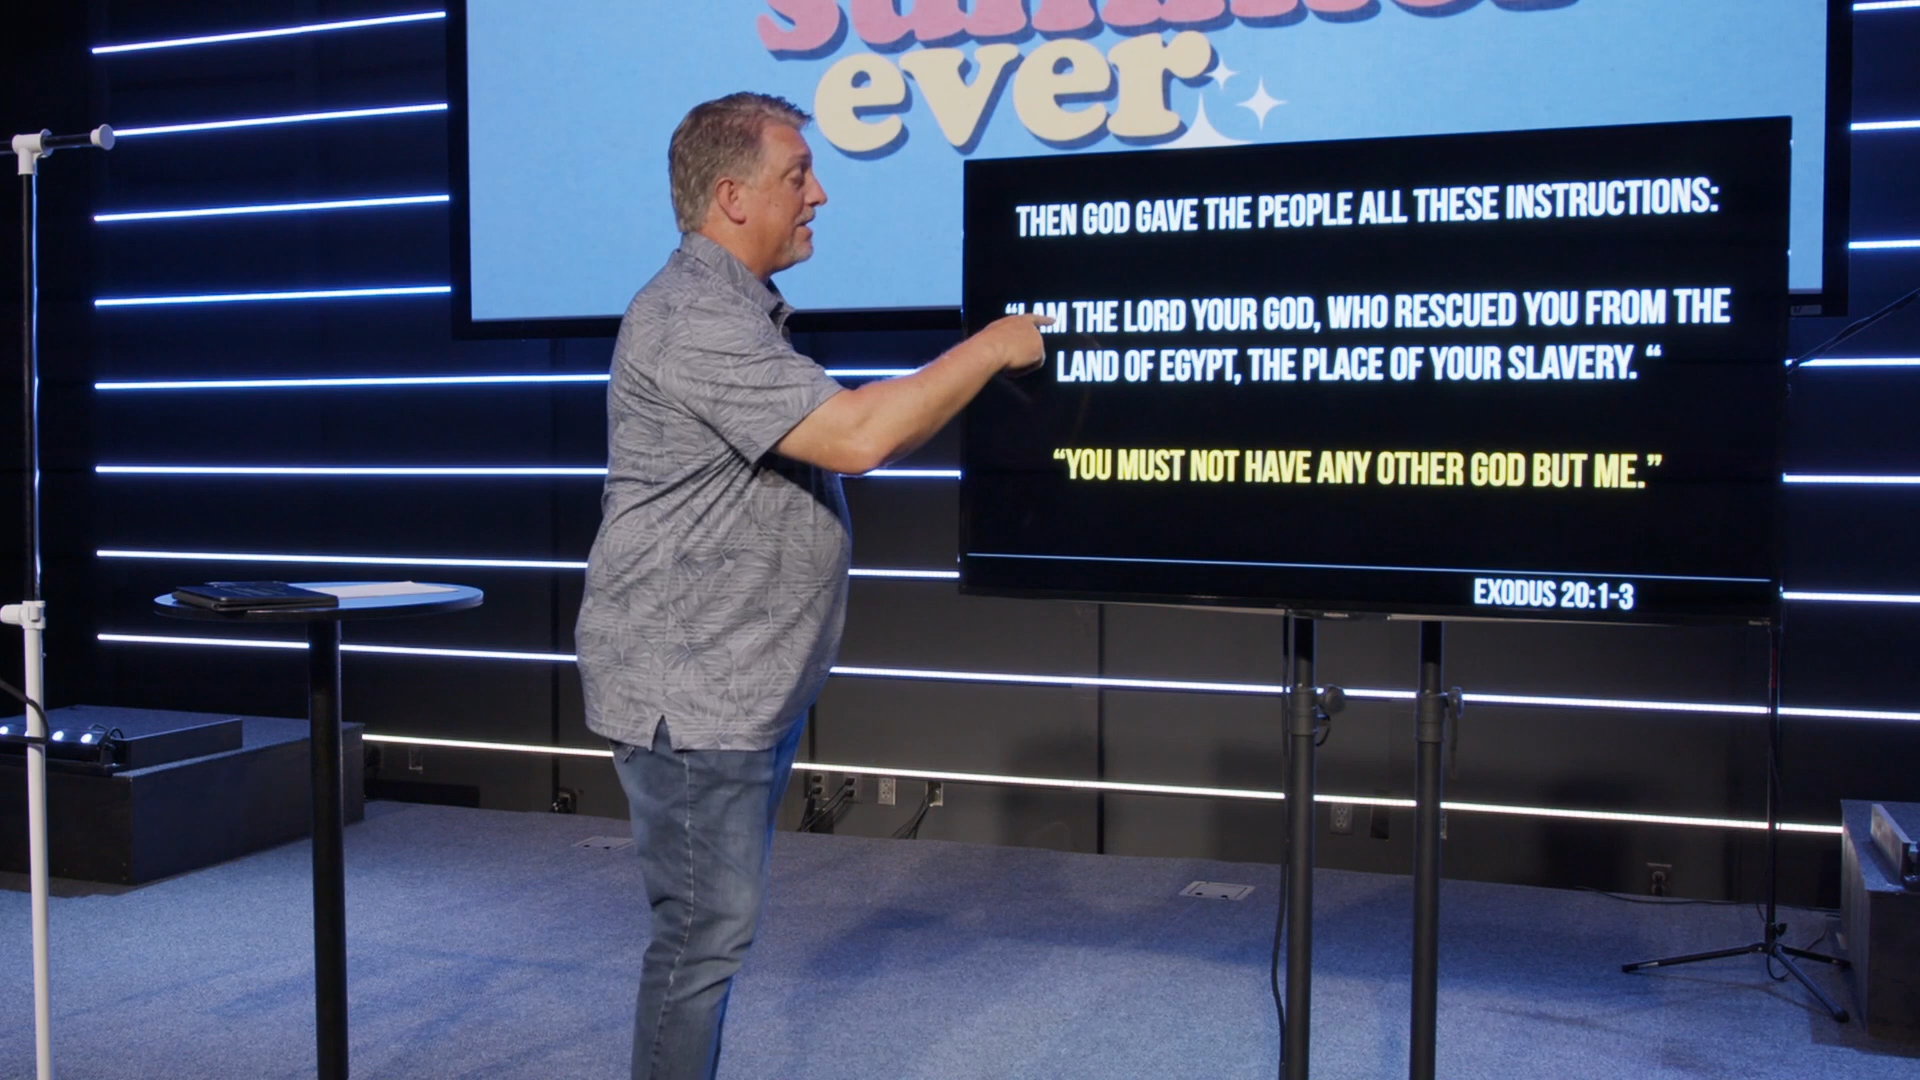 summer
ever
THEN GOD GAVE THE PEOPLE ALL THESE INSTRUCTIONS:
“I AM THE LORD YOUR GOD, WHO RESCUED YOU FROM THE
LAND OF EGYPT, THE PLACE OF YOUR SLAVERY. “
“YOU MUST NOT HAVE ANY OTHER GOD BUT ME.”
EXODUS 20:1-3